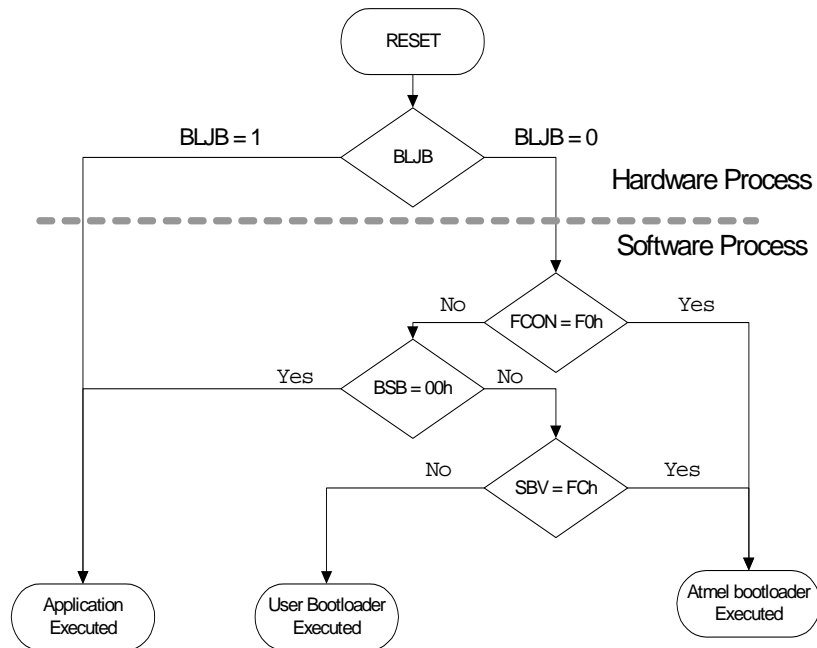 RESET
BLJB = 1
BLJB = 0
BLJB
Hardware Process
Software Process
No
Yes
FCON = F0h
Yes
No
BSB = 00h
No
Yes
SBV = FCh
Application
Executed
User Bootloader
Executed
Atmel bootloader
Executed